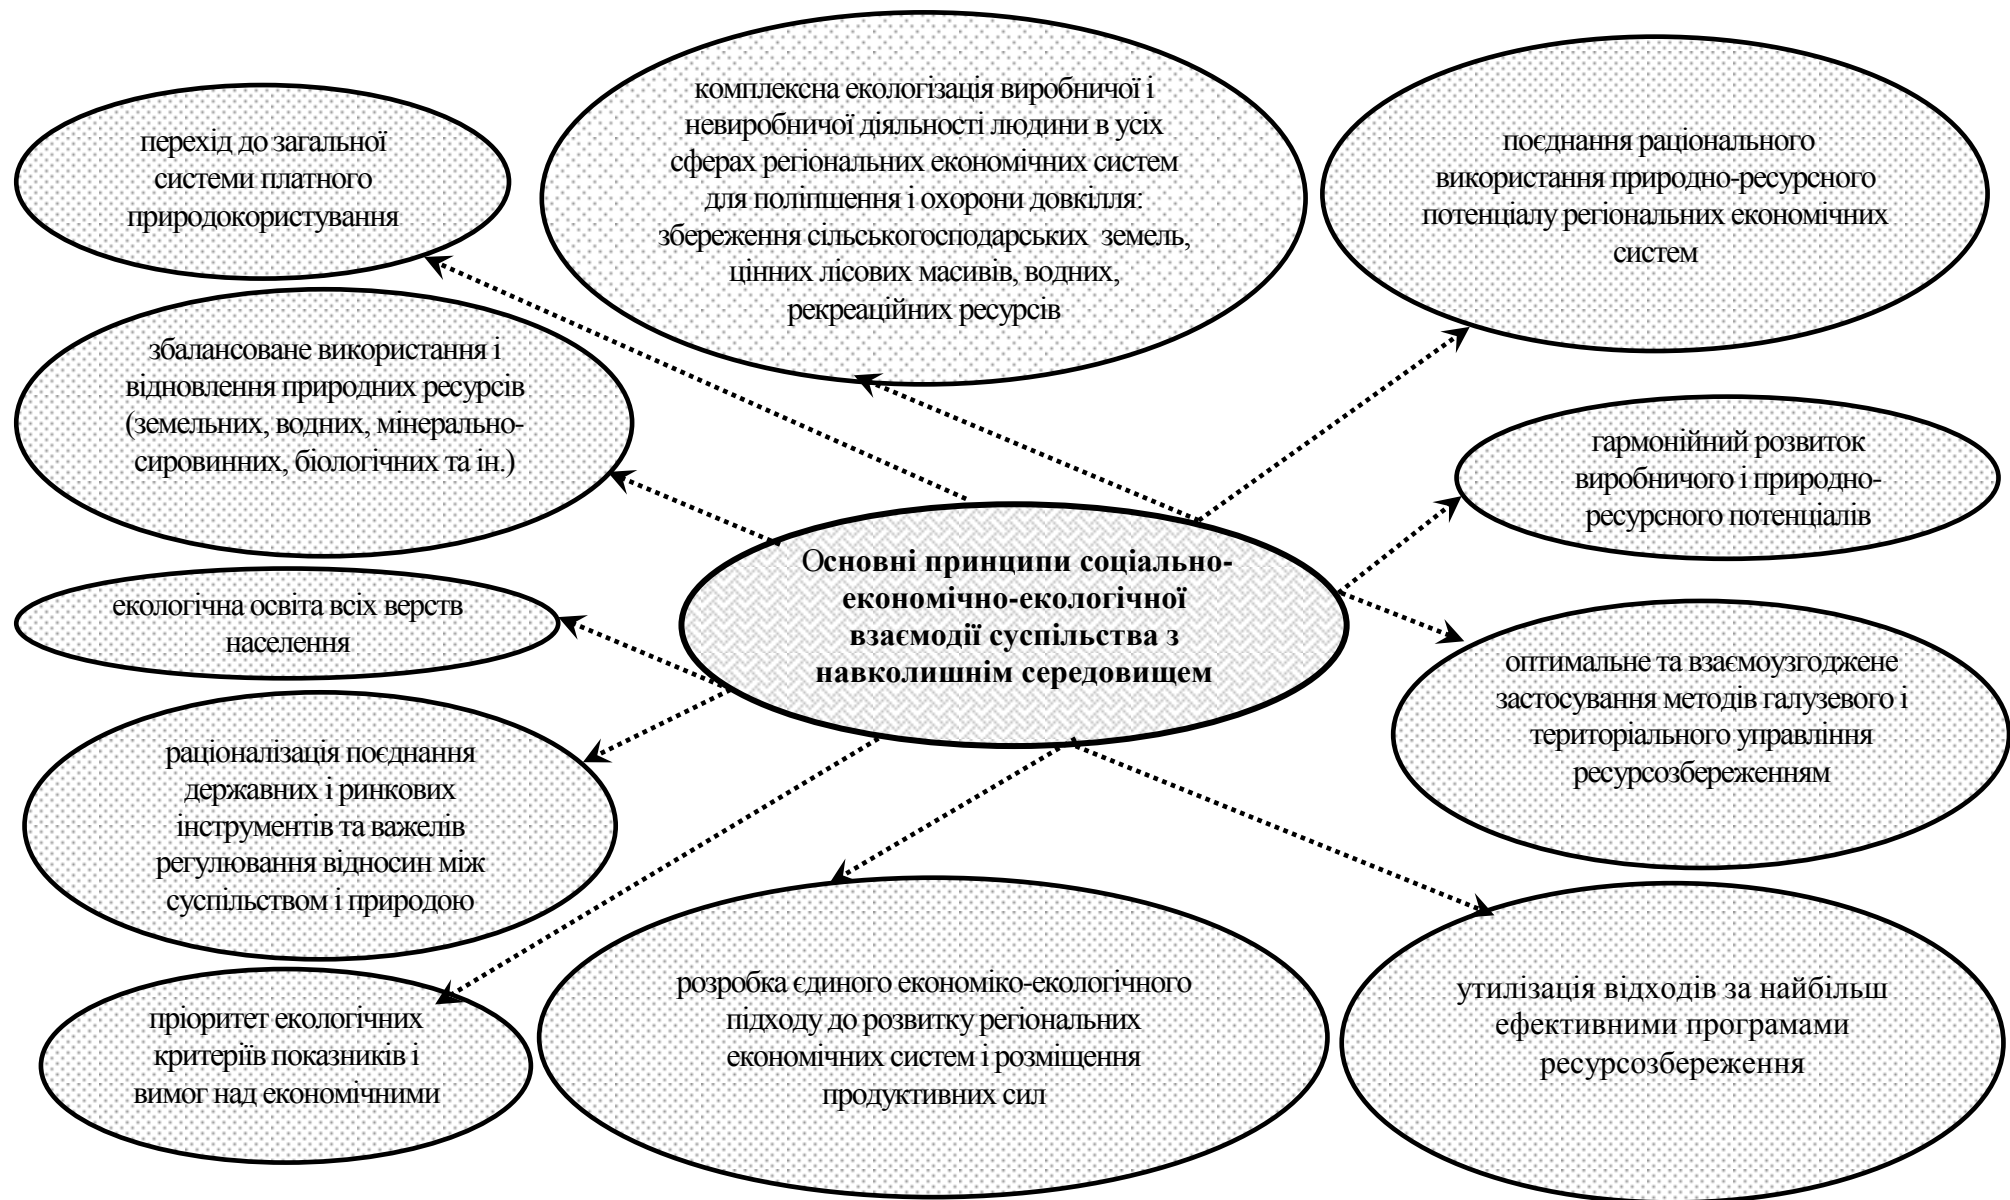 перехід до загальної
системи платного
природокористування
комплексна екологізація виробничої і
невиробничої діяльності людини в усіх
сферах регіональних економічних систем
для поліпшення і охорони довкілля:
збереження сільськогосподарських земель,
цінних лісових масивів, водних,
рекреаційних ресурсів
поєднання раціонального
використання природно-ресурсного
потенціалу регіональних економічних
систем
збалансоване використання і
відновлення природних ресурсів
(земельних, водних, мінерально-
сировинних, біологічних та ін.)
гармонійний розвиток
виробничого і природно-
ресурсного потенціалів
Основні принципи соціально-
економічно-екологічної
взаємодії суспільства з
навколишнім середовищем
екологічна освіта всіх верств
населення
оптимальне та взаємоузгоджене
застосування методів галузевого і
територіального управління
ресурсозбереженням
раціоналізація поєднання
державних і ринкових
інструментів та важелів
регулювання відносин між
суспільством і природою
пріоритет екологічних
критеріїв показників і
вимог над економічними
розробка єдиного економіко-екологічного
підходу до розвитку регіональних
економічних систем і розміщення
продуктивних сил
утилізація відходів за найбільш
ефективними програмами
ресурсозбереження